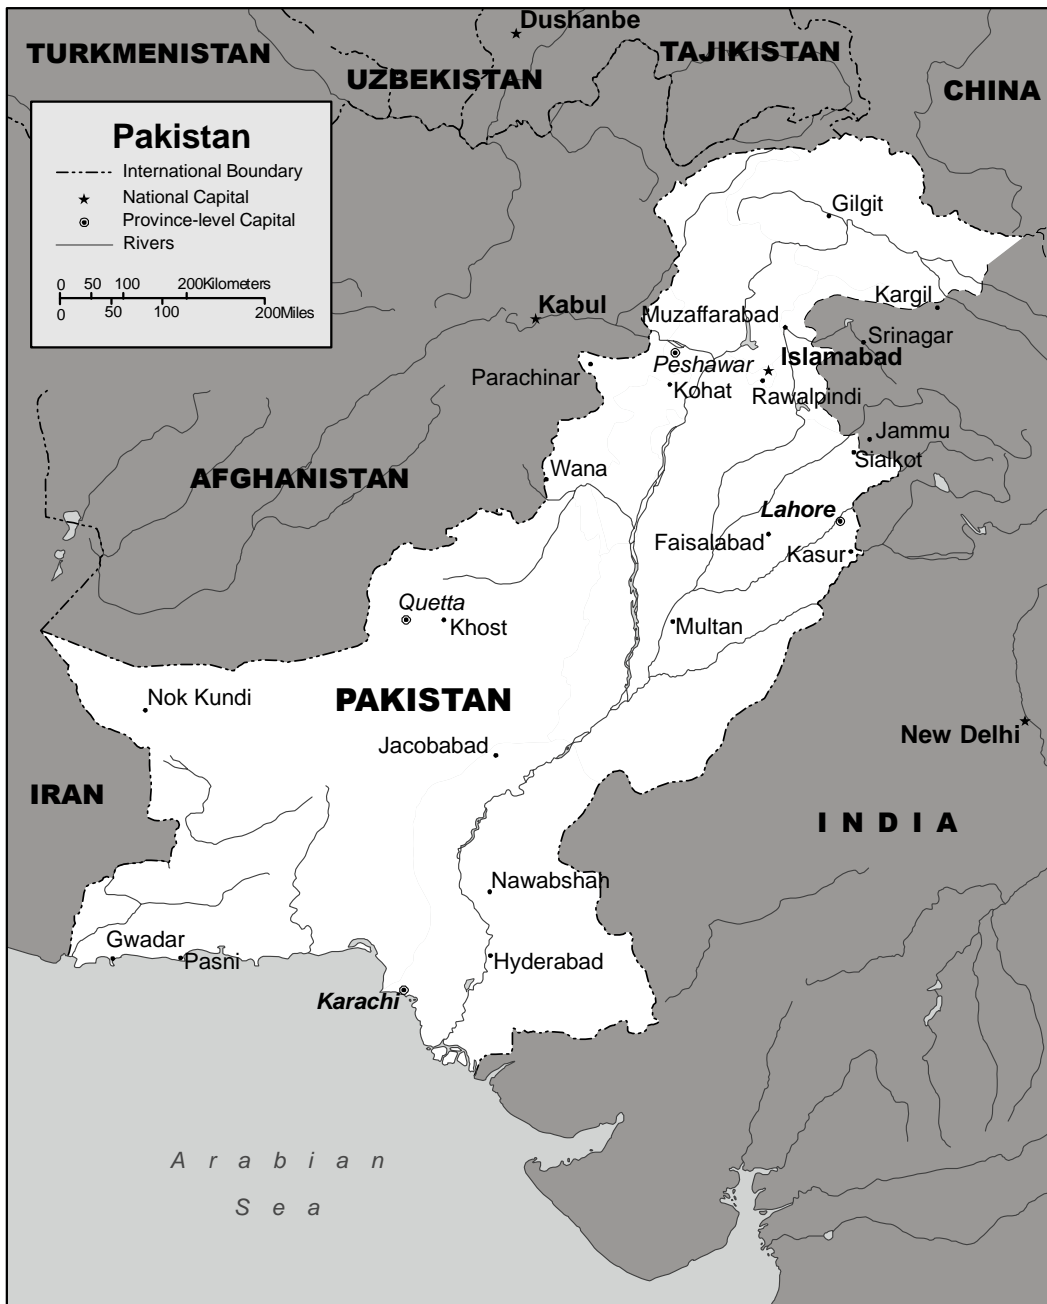 Dushanbe
TURKMENISTAN
TAJIKISTAN
UZBEKISTAN
CHINA
Pakistan
International Boundary
National Capital
Province-level Capital
Rivers
0 50 100 200Kilometers
0 50 100 200Miles
Gilgit
Kargil
Kabul
Muzaffarabad
Srinagar
Islamabad
Peshawar
Parachinar
Kohat
Rawalpindi
Jammu
Sialkot
Wana
AFGHANISTAN
Lahore
Faisalabad
Kasur
Quetta
Khost
Multan
Nok Kundi
PAKISTAN
New Delhi
Jacobabad
IRAN
INDIA
Nawabshah
Gwadar
Pasni
Hyderabad
Karachi
Arabian
Sea